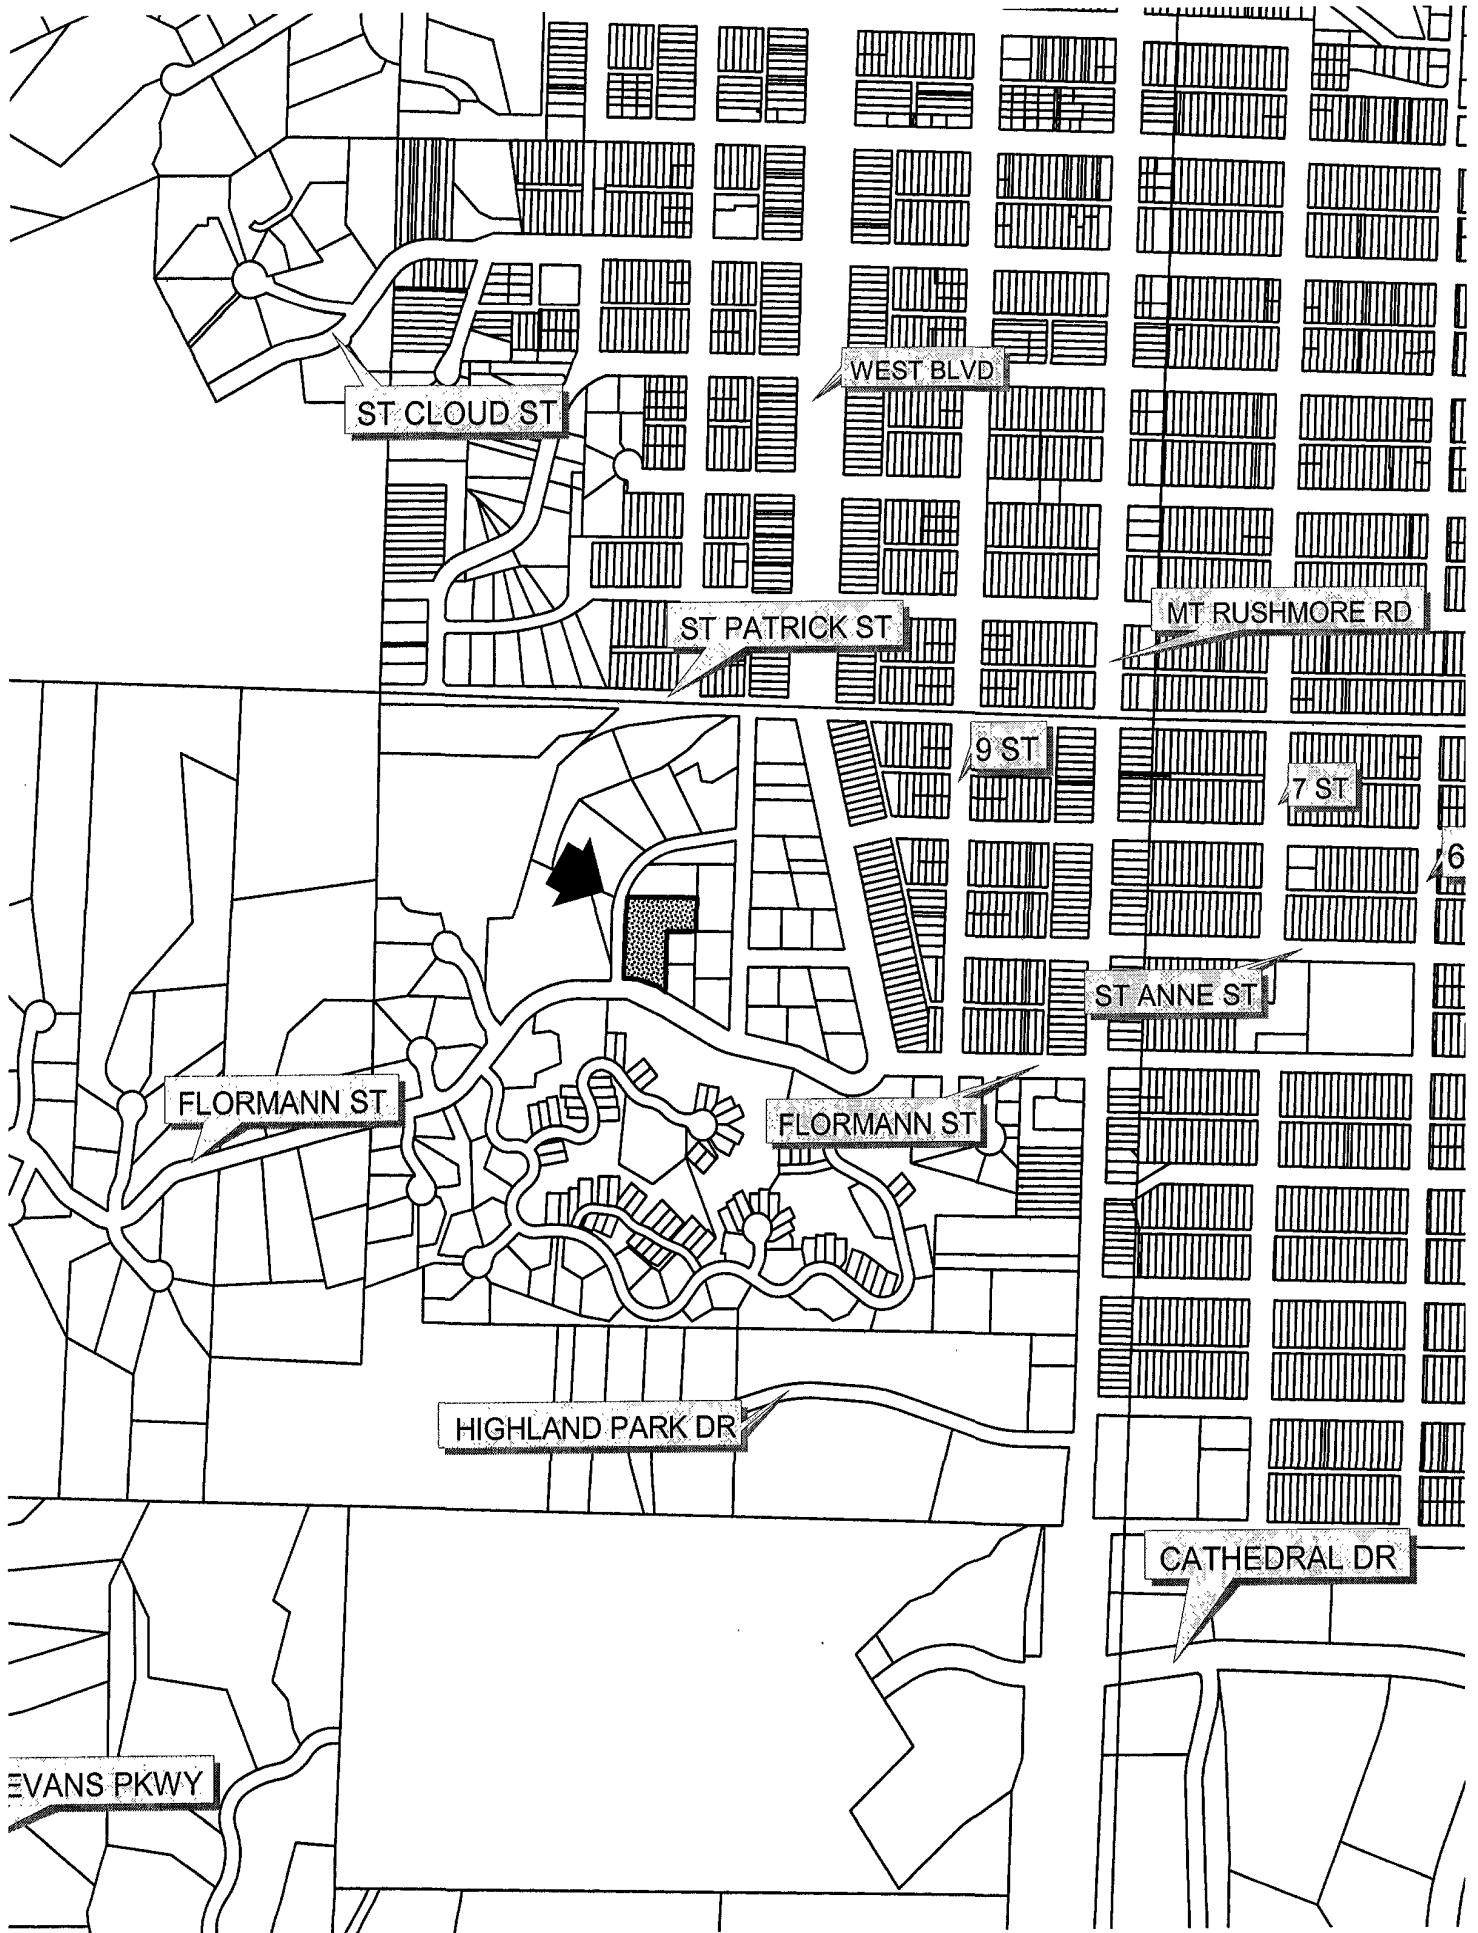 WEST BLVD
ST CLOUD ST
MT RUSHMORE RD
ST PATRICK ST
9 ST
7 ST
6
ST ANNE ST
FLORMANN ST
FLORMANN ST
HIGHLAND PARK DR
CATHEDRAL DR
EVANS PKWY